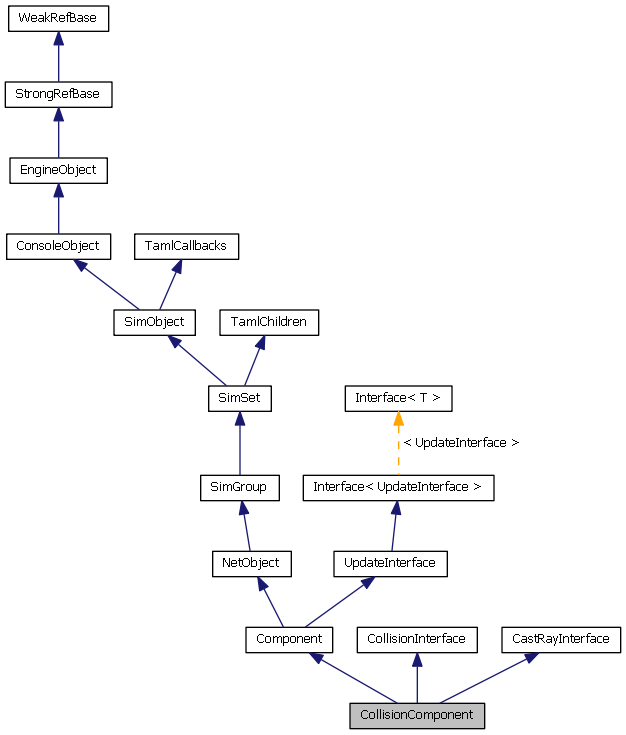 WeakRefBase
StrongRefBase
EngineObject
ConsoleObject
TamlCallbacks
SimObject
TamlChildren
SimSet
Interface< T >
< UpdateInterface >
SimGroup
Interface< UpdateInterface >
NetObject
UpdateInterface
Component
CollisionInterface
CastRayInterface
CollisionComponent